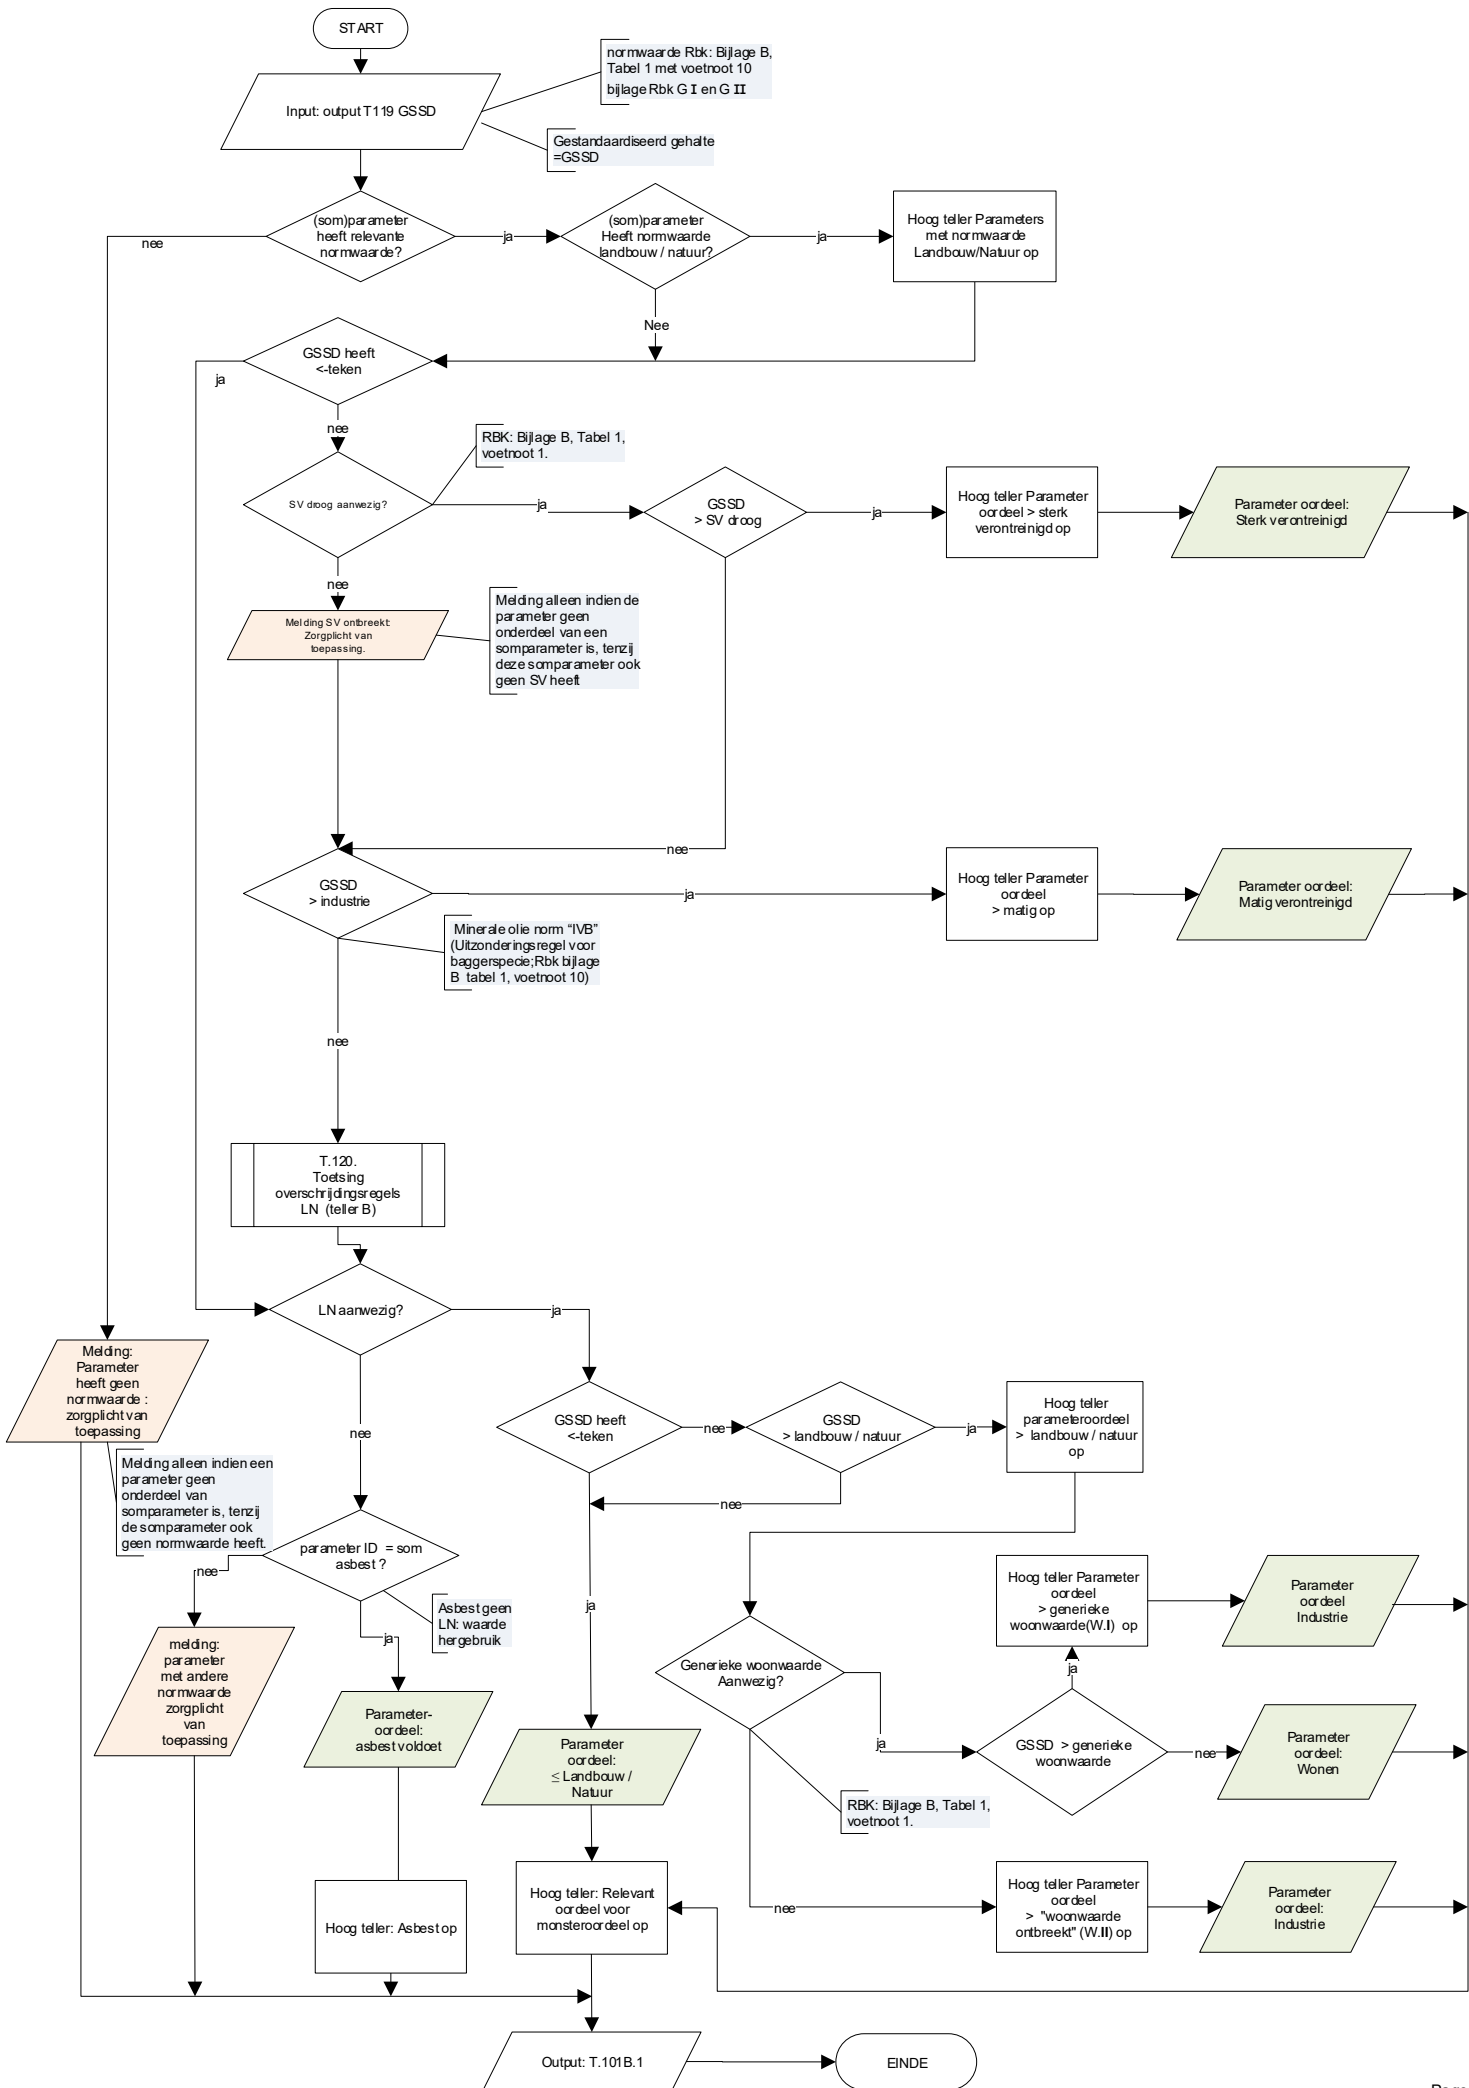 START
normwaarde Rbk: Bijlage B,
Tabel 1 met voetnoot 10
bijlage Rbk G I en G II
Input: output T119 GSSD
Gestandaardiseerd gehalte
=GSSD
(som)parameter
heeft relevante
normwaarde?
nee
ja
(som)parameter
Heeft normwaarde
landbouw / natuur?
ja
Hoog teller Parameters
met normwaarde
Landbouw/Natuur op
Nee
GSSD heeft
<-teken
ja
nee
RBK: Bijlage B, Tabel 1,
voetnoot 1.
SV droog aanwezig?
ja
GSSD
> SV droog
ja
Hoog teller Parameter
oordeel > sterk
verontreinigd op
Parameter oordeel:
Sterk verontreinigd
nee
Melding SV ontbreekt:
Zorgplicht van
toepassing.
Melding alleen indien de
parameter geen
onderdeel van een
somparameter is, tenzij
deze somparameter ook
geen SV heeft
nee
GSSD
> industrie
ja
Hoog teller Parameter
oordeel
> matig op
Parameter oordeel:
Matig verontreinigd
Minerale olie norm “IVB”
(Uitzonderingsregel voor
baggerspecie;Rbk bijlage
B tabel 1, voetnoot 10)
nee
T.120.
Toetsing
overschrijdingsregels
LN (teller B)
LN aanwezig?
ja
Melding:
Parameter
heeft geen
normwaarde :
zorgplicht van
toepassing
GSSD heeft
<-teken
nee
GSSD
> landbouw / natuur
ja
Hoog teller
parameteroordeel
> landbouw / natuur
op
nee
Melding alleen indien een
parameter geen
onderdeel van
somparameter is, tenzij
de somparameter ook
geen normwaarde heeft.
nee
parameter ID = som
asbest ?
nee
Asbest geen
LN: waarde
hergebruik
ja
ja
Hoog teller Parameter
oordeel
> generieke
woonwaarde(W.I) op
Parameter
oordeel
Industrie
melding:
parameter
met andere
normwaarde
zorgplicht
van
toepassing
Generieke woonwaarde
Aanwezig?
ja
Parameter-
oordeel:
asbest voldoet
Parameter
oordeel:
≤ Landbouw /
Natuur
ja
GSSD > generieke
woonwaarde
nee
Parameter
oordeel:
Wonen
RBK: Bijlage B, Tabel 1,
voetnoot 1.
Hoog teller: Asbest op
Hoog teller: Relevant
oordeel voor
monsteroordeel op
nee
Hoog teller Parameter
oordeel
> "woonwaarde
ontbreekt" (W.II) op
Parameter
oordeel:
Industrie
Output: T.101B.1
EINDE